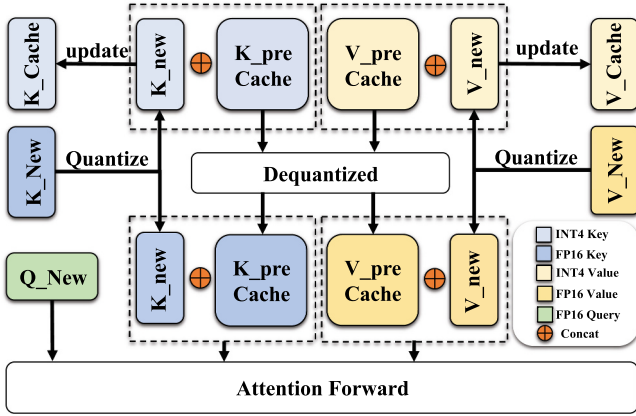 K_Cache
update
K_new
K_pre
Cache
V_pre
Cache
V_new
update
V_Cache
K_New
Quantize
Dequantized
Quantize
V_New
Q_New
K_new
K_pre
Cache
V_pre
Cache
V_new
INT4 Key
FP16 Key
INT4 Value
FP16 Value
FP16 Query
Concat
Attention Forward